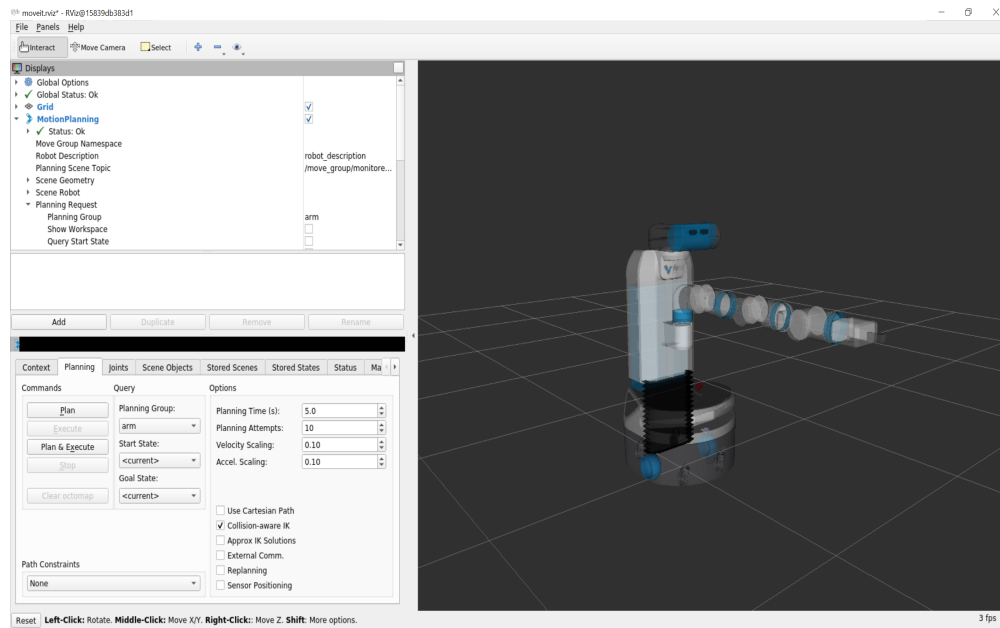 moveit.rviz* - RViz@15839db383d1
File Panels Help
Interact Move Camera Select
Displays
Global Options
Global Status: Ok
Grid
MotionPlanning
Status: Ok
Move Group Namespace
Robot Description robot_description
Planning Scene Topic /move_group/monitore...
Scene Geometry
Scene Robot
Planning Request
Planning Group arm
Show Workspace
Query Start State
Add Duplicate Remove Rename
Context Planning Joints Scene Objects Stored Scenes Stored States Status Ma
Commands Query Options
Plan Planning Group: Planning Time (s): 5.0
Execute arm Planning Attempts: 10
Plan & Execute Start State: Velocity Scaling: 0.10
Stop <current> Accel. Scaling: 0.10
Goal State:
Clear octomap <current>
Use Cartesian Path
Collision-aware IK
Approx IK Solutions
External Comm.
Path Constraints
Replanning
None Sensor Positioning
Reset Left-Click: Rotate. Middle-Click: Move X/Y. Right-Click:: Move Z. Shift: More options. 3 fps